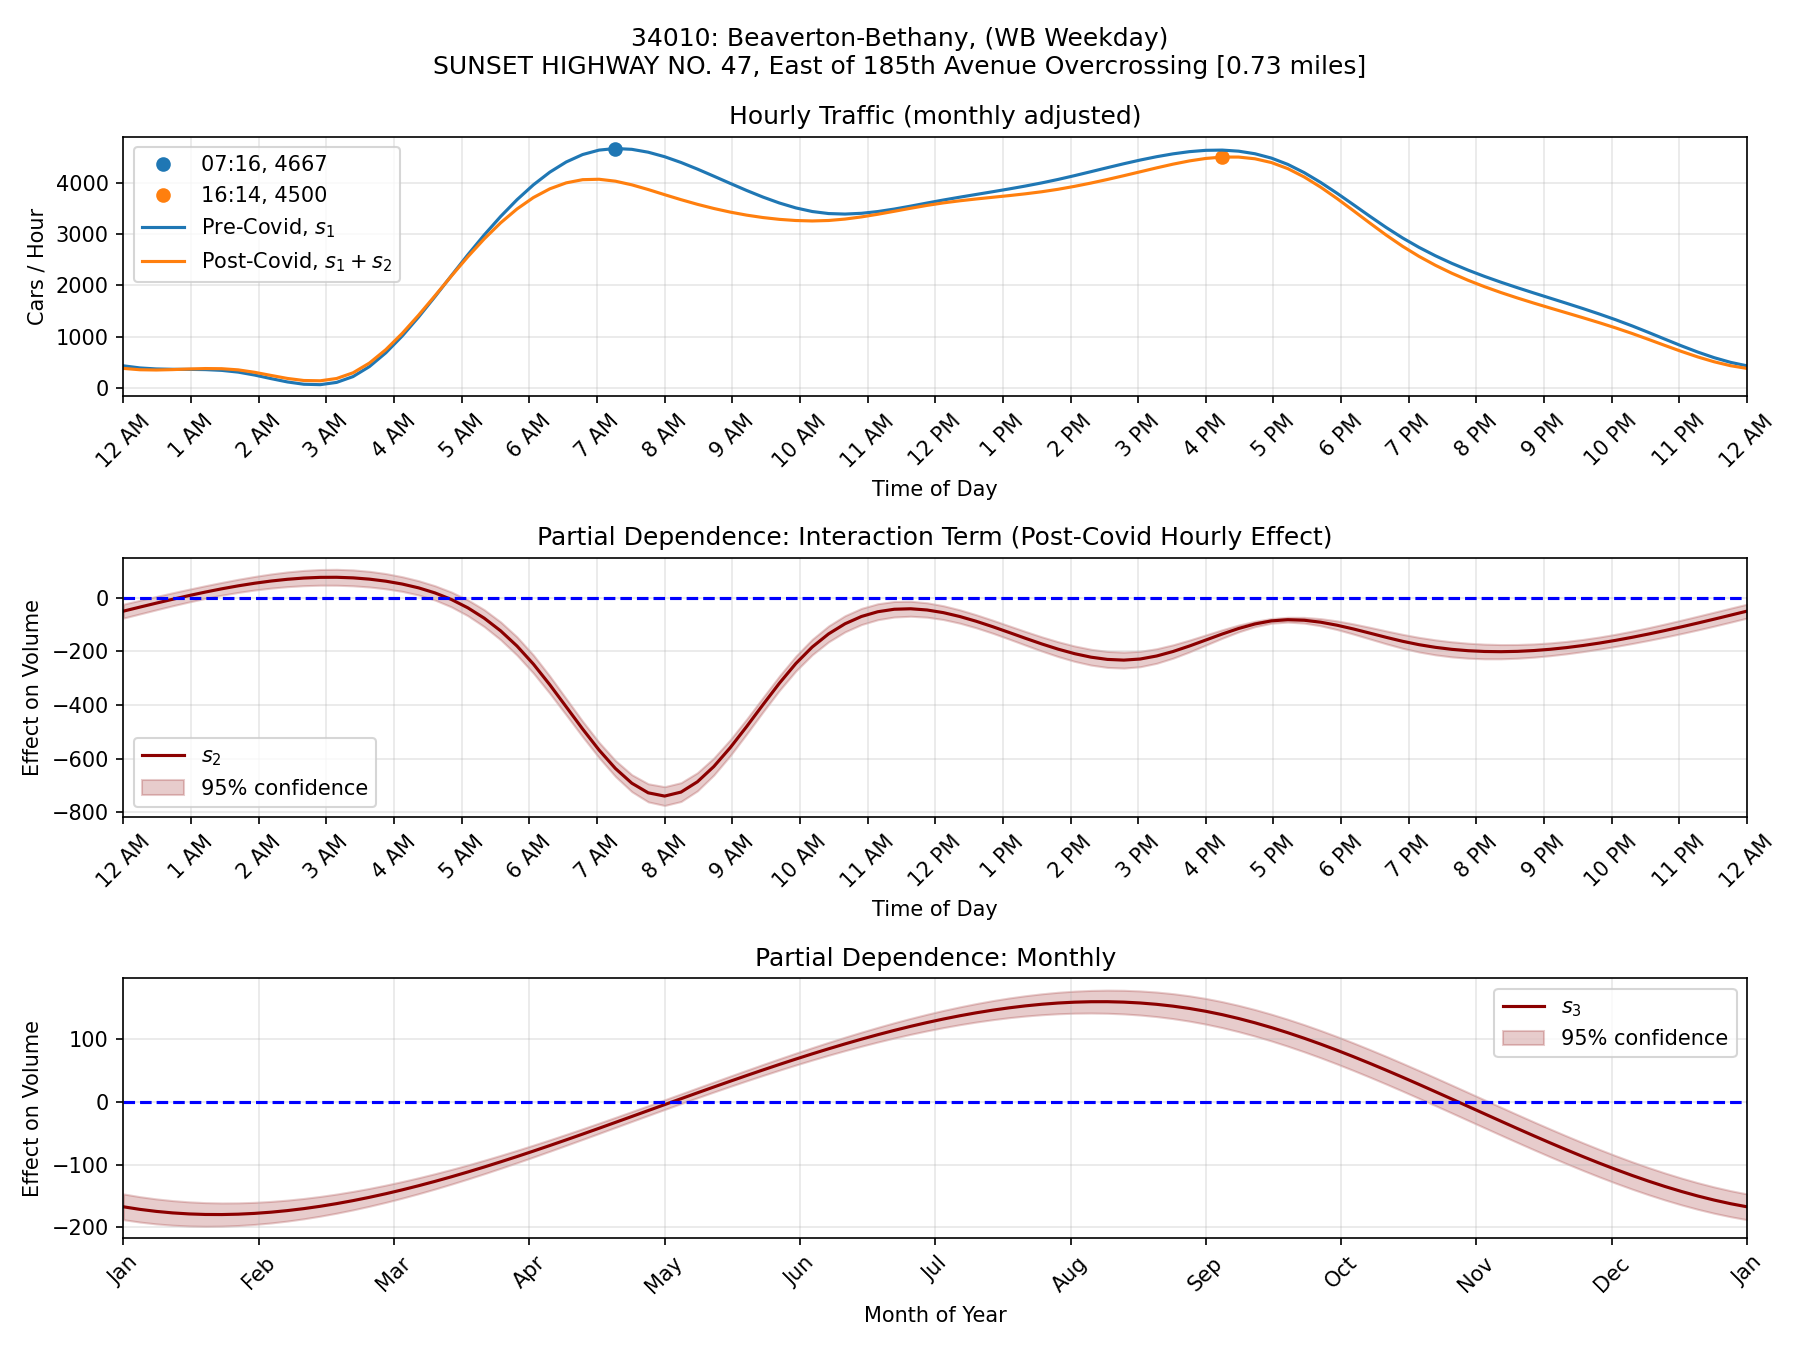 34010: Beaverton-Bethany, (WB Weekday)
SUNSET HIGHWAY NO. 47, East of 185th Avenue Overcrossing [0.73 miles]
Hourly Traffic (monthly adjusted)
07:16, 4667
16:14, 4500
Pre-Covid, s₁
Post-Covid, s₁ + s₂
Cars / Hour
4000
3000
2000
1000
0
12 AM 1 AM 2 AM 3 AM 4 AM 5 AM 6 AM 7 AM 8 AM 9 AM 10 AM 11 AM 12 PM 1 PM 2 PM 3 PM 4 PM 5 PM 6 PM 7 PM 8 PM 9 PM 10 PM 11 PM 12 AM
Time of Day
Partial Dependence: Interaction Term (Post-Covid Hourly Effect)
Effect on Volume
0
−200
−400
−600
−800
s₂
95% confidence
12 AM 1 AM 2 AM 3 AM 4 AM 5 AM 6 AM 7 AM 8 AM 9 AM 10 AM 11 AM 12 PM 1 PM 2 PM 3 PM 4 PM 5 PM 6 PM 7 PM 8 PM 9 PM 10 PM 11 PM 12 AM
Time of Day
Partial Dependence: Monthly
Effect on Volume
100
0
−100
−200
s₃
95% confidence
Jan Feb Mar Apr May Jun Jul Aug Sep Oct Nov Dec Jan
Month of Year